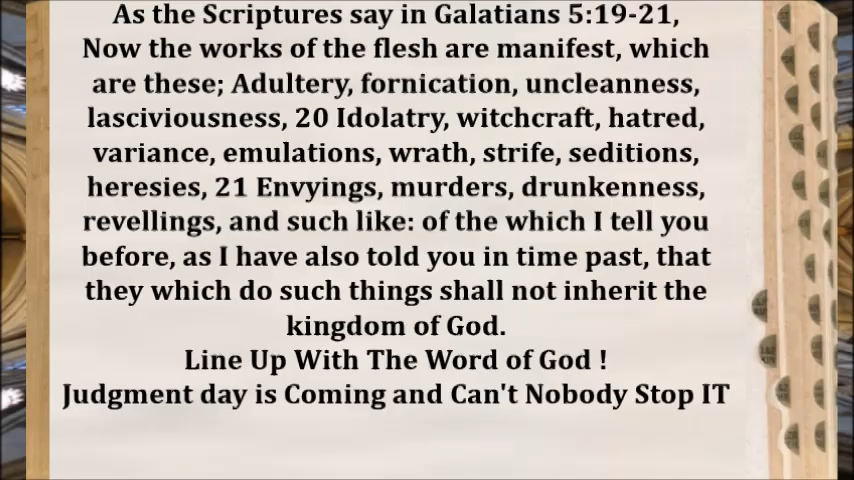 As the Scriptures say in Galatians 5:19-21,
Now the works of the flesh are manifest, which
are these; Adultery, fornication, uncleanness,
lasciviousness, 20 Idolatry, witchcraft, hatred,
variance, emulations, wrath, strife, seditions,
heresies, 21 Envyings, murders, drunkenness,
revellings, and such like: of the which I tell you
before, as I have also told you in time past, that
they which do such things shall not inherit the
kingdom of God.
Line Up With The Word of God !
Judgment day is Coming and Can't Nobody Stop IT